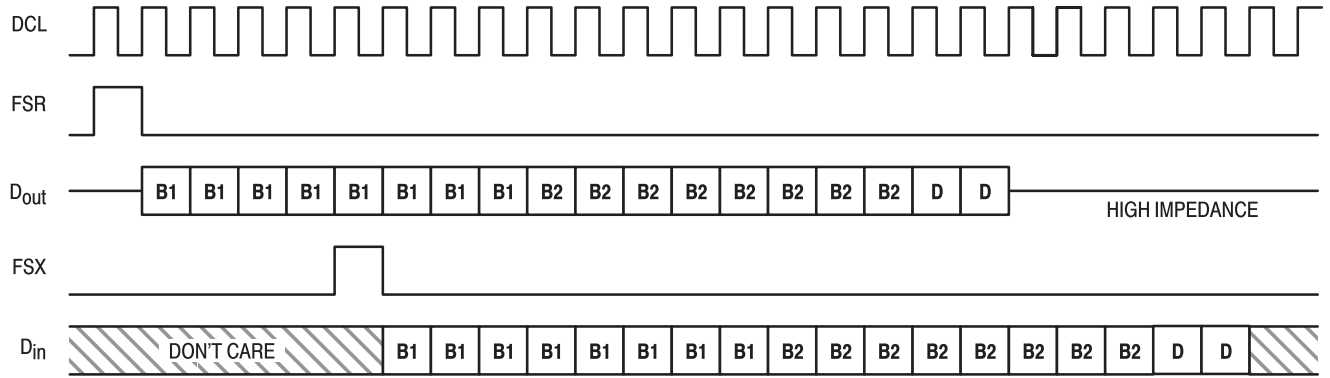 DCL
FSR
Dout B1 B1 B1 B1 B1 B1 B1 B1 B2 B2 B2 B2 B2 B2 B2 B2 D D
HIGH IMPEDANCE
FSX
Din DON'T CARE B1 B1 B1 B1 B1 B1 B1 B1 B2 B2 B2 B2 B2 B2 B2 B2 D D